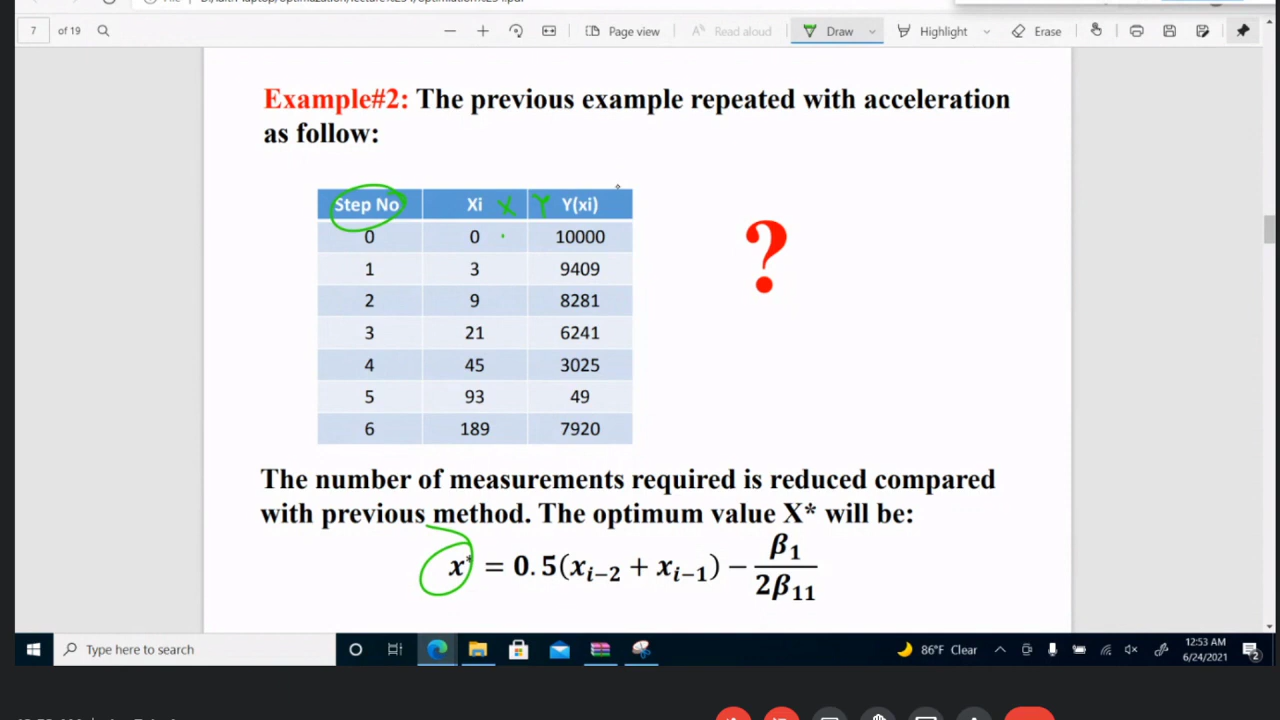 7 of 19 Page view Read aloud Draw Highlight Erase
Example#2: The previous example repeated with acceleration
as follow:
Step No Xi X Y Y(xi)
0 0 10000
1 3 9409
2 9 8281
3 21 6241
4 45 3025
5 93 49
6 189 7920
?
The number of measurements required is reduced compared
with previous method. The optimum value X* will be:
x* = 0.5(xᵢ₋₂ + xᵢ₋₁) − β₁/2β₁₁
Type here to search 86°F Clear 12:53 AM
6/24/2021 2